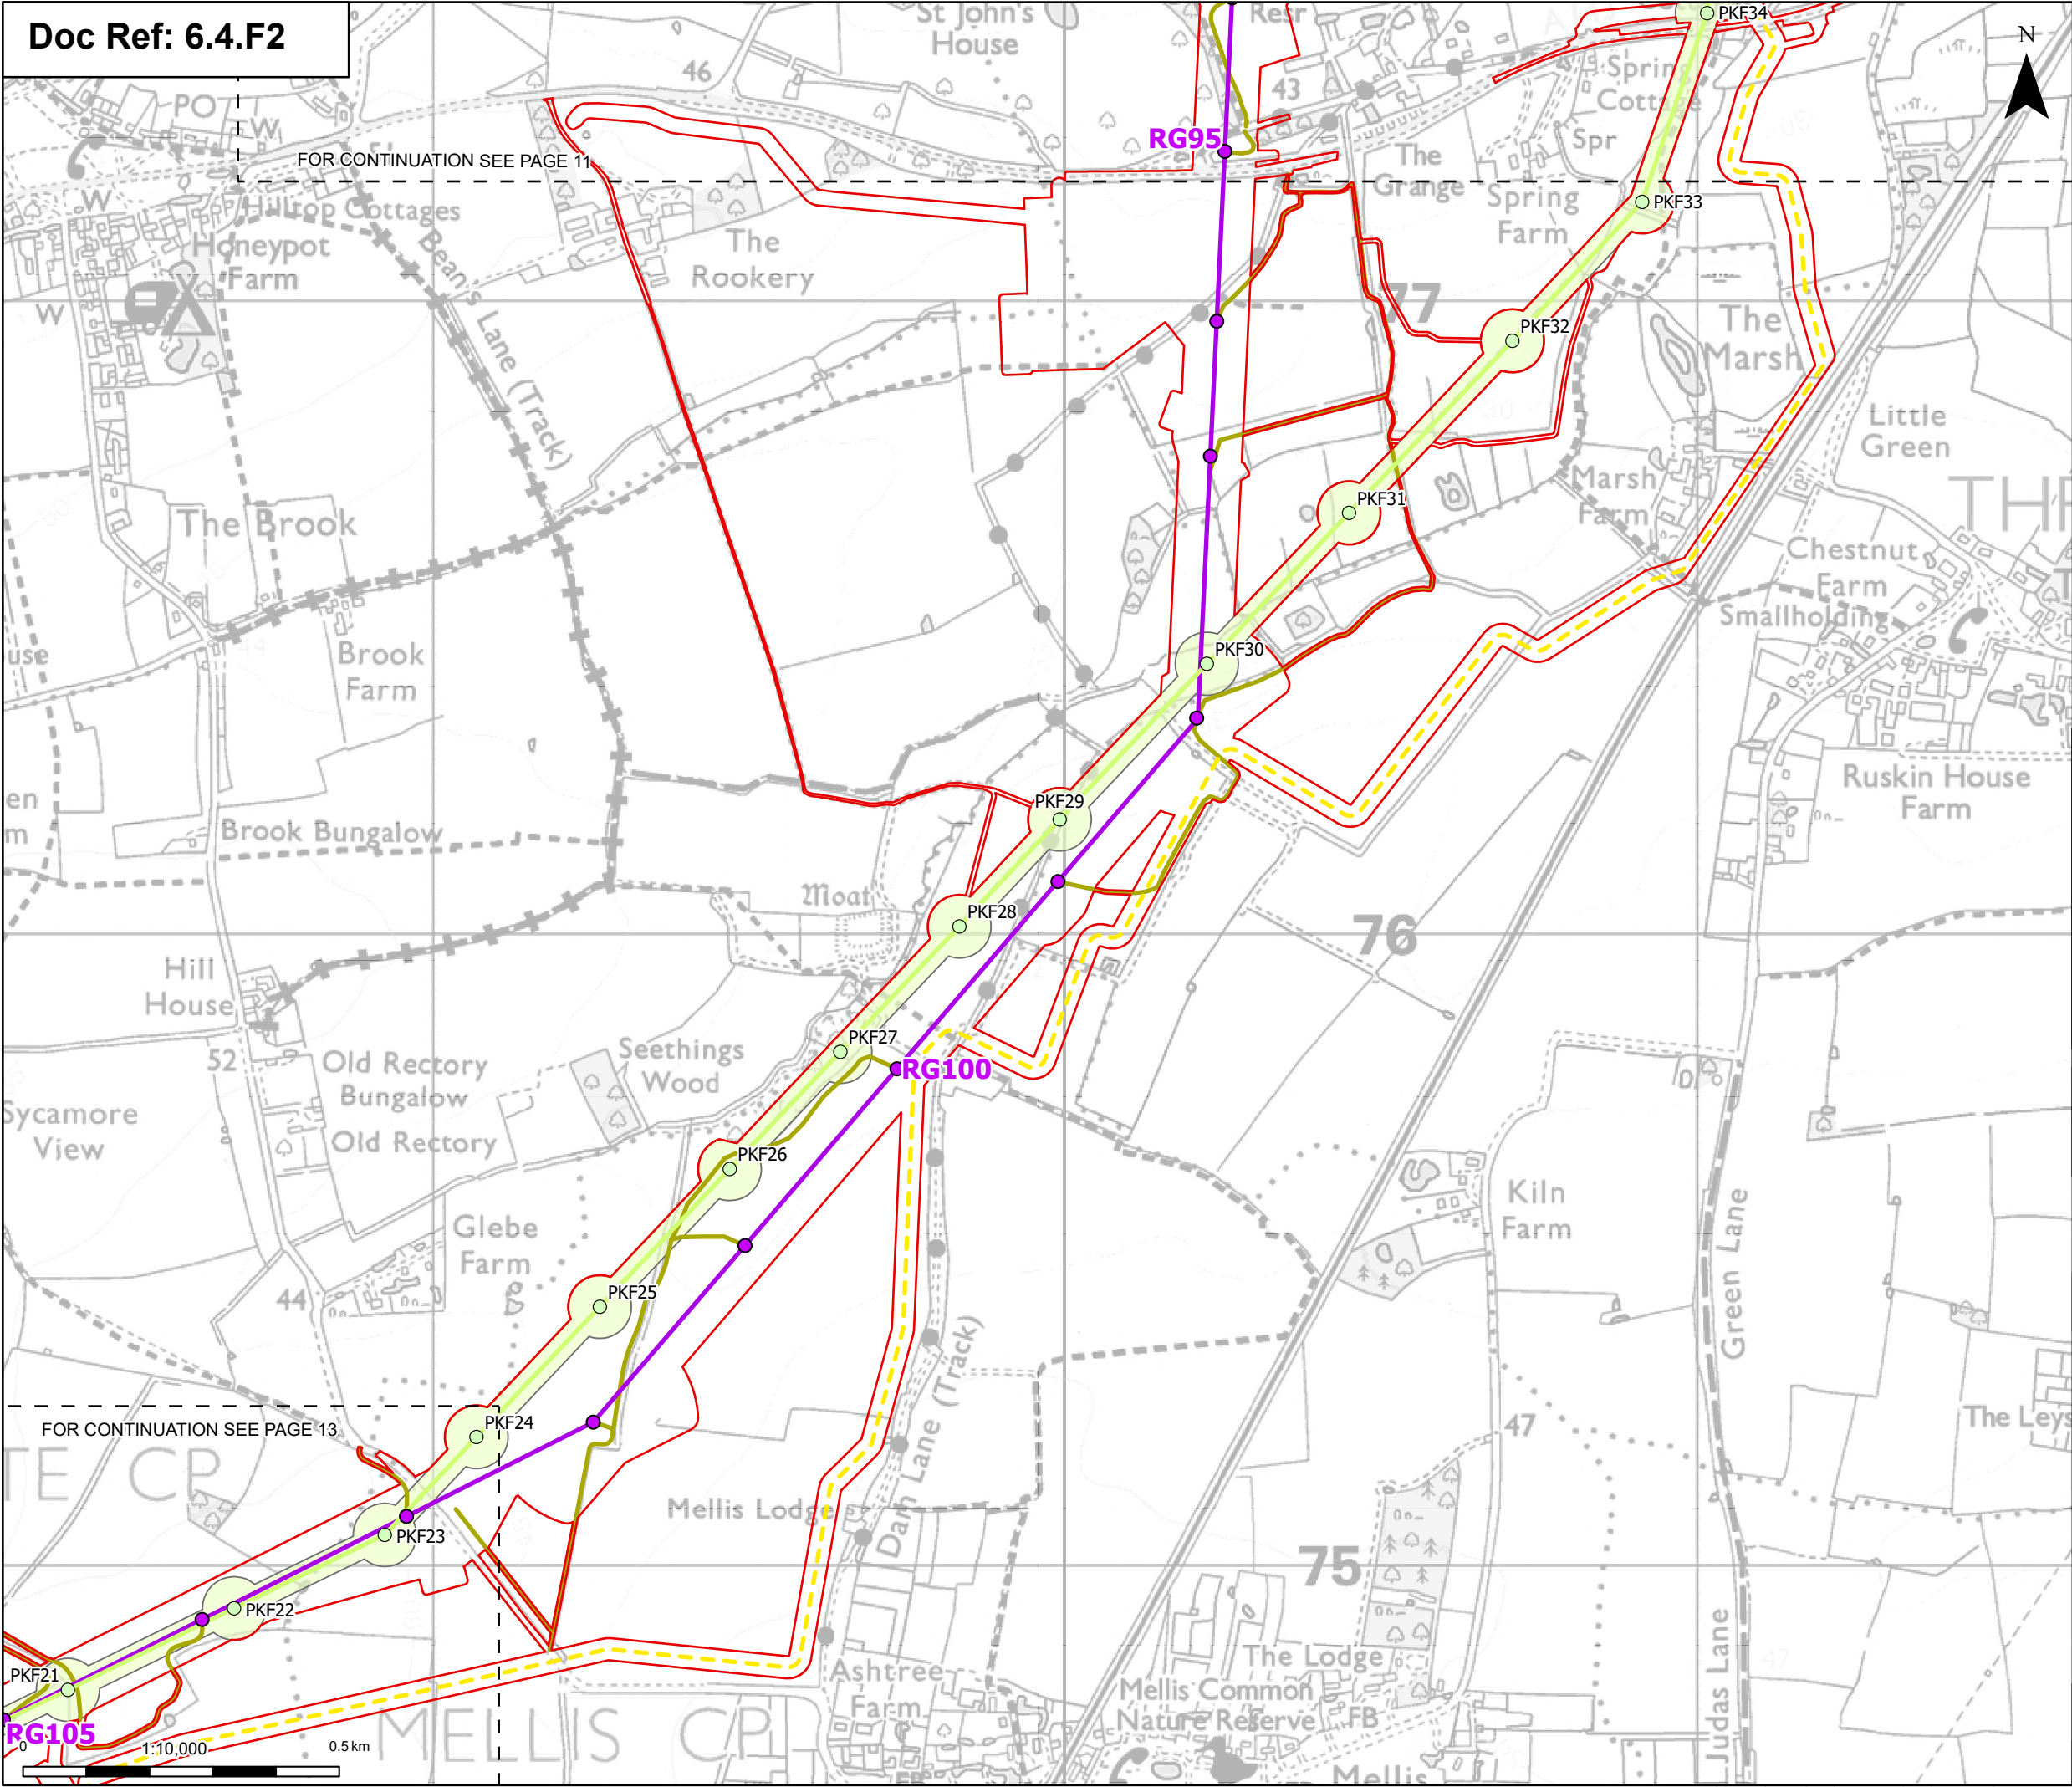 Doc Ref: 6.4.F2
St John's
House
Resr
PKF34
N
46
43
Spring
Cottage
PO
W
RG95
The
Grange
Spr
FOR CONTINUATION SEE PAGE 11
W
Hilltop Cottages
Spring
Farm
PKF33
Honeypot
Farm
The
Rookery
Bean's Lane (Track)
W
77
PKF32
The
Marsh
Little
Green
Marsh
Farm
PKF31
The Brook
Chestnut
Farm
Smallholding
Brook
Farm
PKF30
Ruskin House
Farm
PKF29
Brook Bungalow
Moat
PKF28
76
Hill
House
52
Old Rectory
Bungalow
Old Rectory
Seethings
Wood
PKF27
RG100
Sycamore
View
PKF26
Kiln
Farm
Glebe
Farm
Green Lane
44
PKF25
PKF24
FOR CONTINUATION SEE PAGE 13
47
The Leys
TE CP
Mellis Lodge
Dam Lane (Track)
PKF23
75
PKF22
PKF21
Ashtree
Farm
The Lodge
Mellis Common
Nature Reserve
FB
Judas Lane
47
RG105
MELLIS CP
0
1:10,000
0.5 km
Mellis